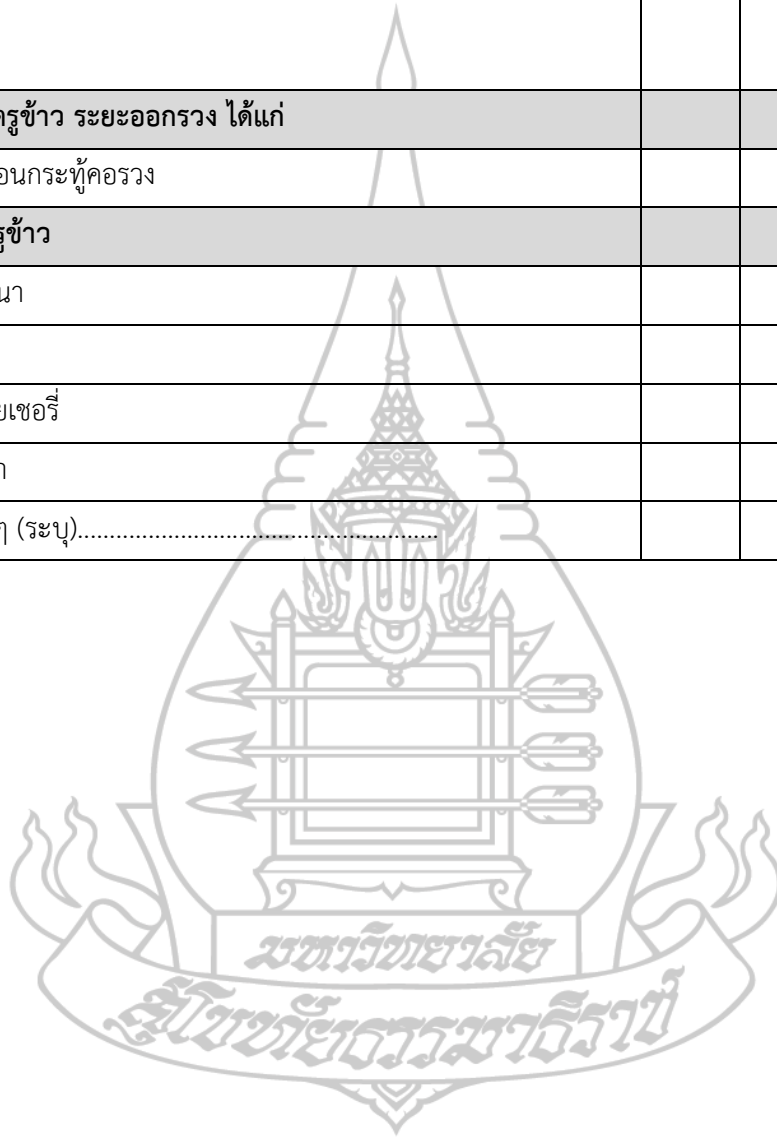 ครูข้าว ระยะออกรวง ได้แก่
อนกระทู้คอรวง
รูข้าว
นา
ยเชอรี่
า
ๆ (ระบุ)........................................................
มหาวิทยาลัย
สุโขทัยธรรมาธิราช